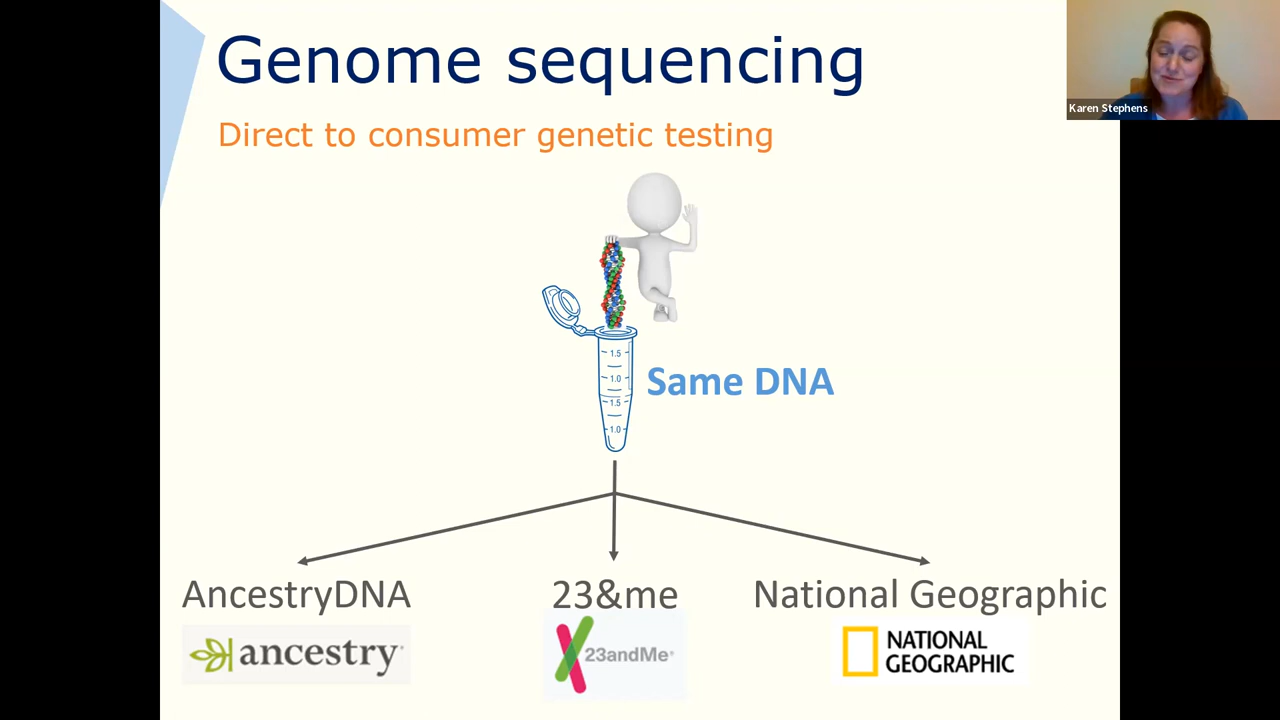 Genome sequencing
Karen Stephens
Direct to consumer genetic testing
1.5
1.0
Same DNA
1.5
1.0
AncestryDNA
23&me
National Geographic
ancestry
23andMe
NATIONAL
GEOGRAPHIC